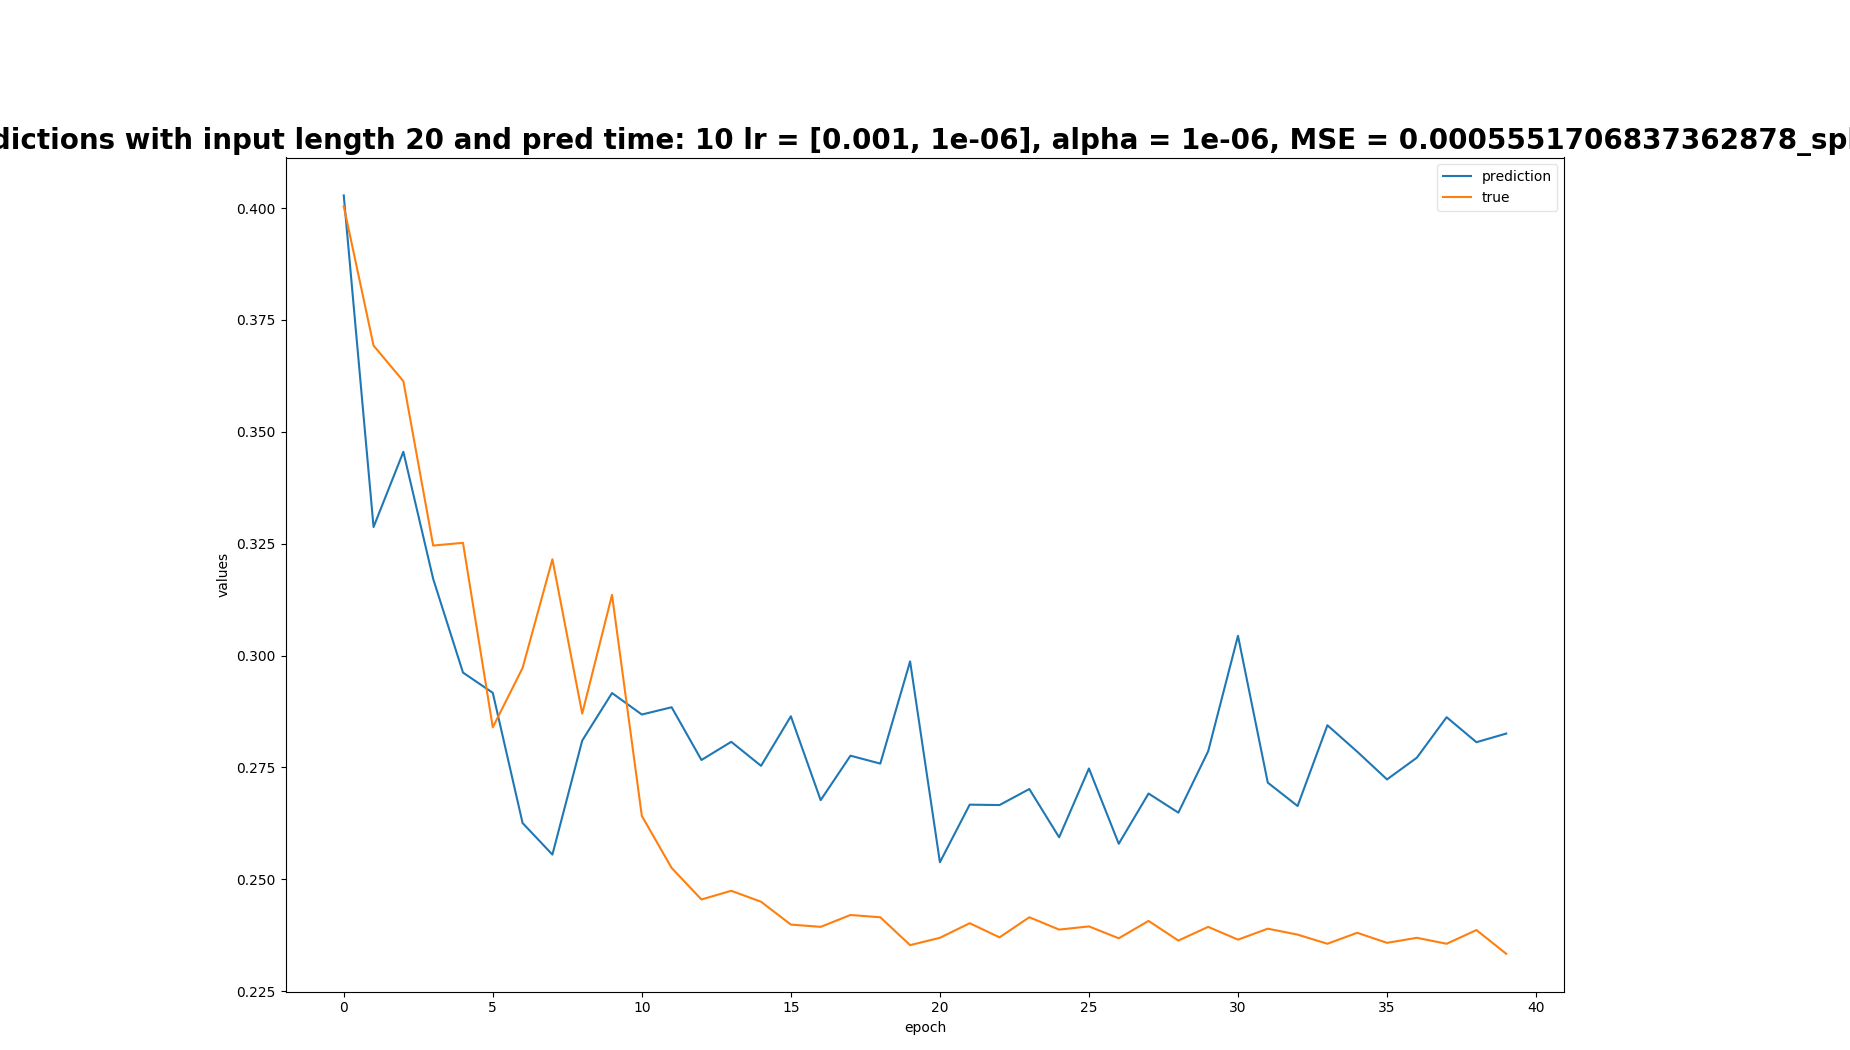 dictions with input length 20 and pred time: 10 lr = [0.001, 1e-06], alpha = 1e-06, MSE = 0.0005551706837362878_spl
prediction
true
0.400
0.375
0.350
0.325
0.300
0.275
0.250
0.225
values
0 5 10 15 20 25 30 35 40
epoch